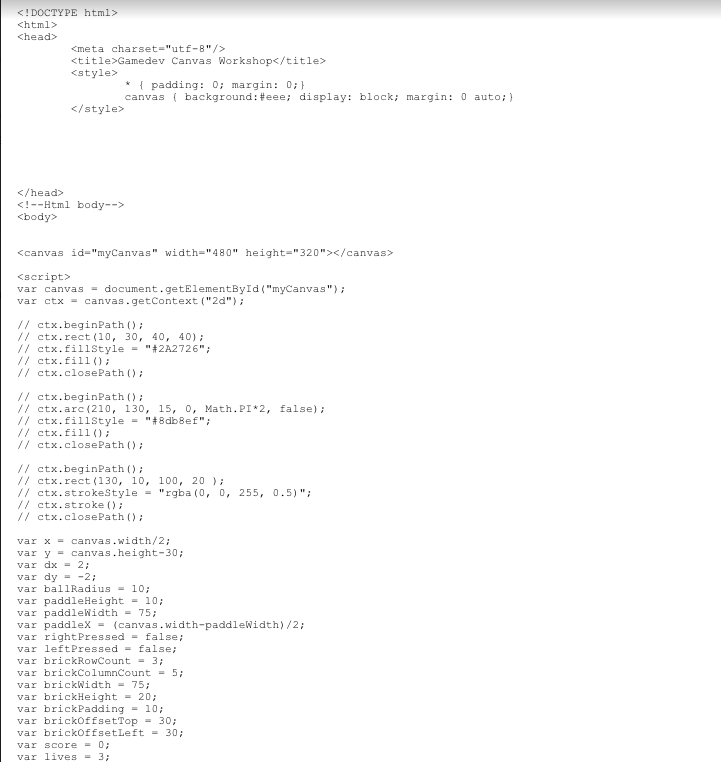 <!DOCTYPE html>
<html>
<head>
        <meta charset="utf-8"/>
        <title>Gamedev Canvas Workshop</title>
        <style>
                * { padding: 0; margin: 0;}
                canvas { background:#eee; display: block; margin: 0 auto;}
        </style>
</head>
<!--Html body-->
<body>
<canvas id="myCanvas" width="480" height="320"></canvas>
<script>
var canvas = document.getElementById("myCanvas");
var ctx = canvas.getContext("2d");
// ctx.beginPath();
// ctx.rect(10, 30, 40, 40);
// ctx.fillStyle = "#2A2726";
// ctx.fill();
// ctx.closePath();
// ctx.beginPath();
// ctx.arc(210, 130, 15, 0, Math.PI*2, false);
// ctx.fillStyle = "#8db8ef";
// ctx.fill();
// ctx.closePath();
// ctx.beginPath();
// ctx.rect(130, 10, 100, 20 );
// ctx.strokeStyle = "rgba(0, 0, 255, 0.5)";
// ctx.stroke();
// ctx.closePath();
var x = canvas.width/2;
var y = canvas.height-30;
var dx = 2;
var dy = -2;
var ballRadius = 10;
var paddleHeight = 10;
var paddleWidth = 75;
var paddleX = (canvas.width-paddleWidth)/2;
var rightPressed = false;
var leftPressed = false;
var brickRowCount = 3;
var brickColumnCount = 5;
var brickWidth = 75;
var brickHeight = 20;
var brickPadding = 10;
var brickOffsetTop = 30;
var brickOffsetLeft = 30;
var score = 0;
var lives = 3;